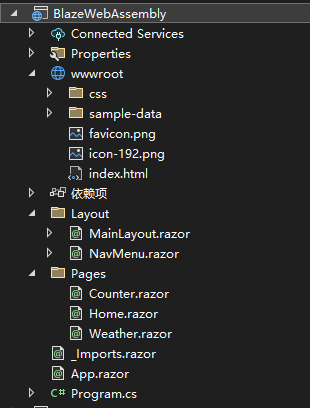 BlazeWebAssembly
Connected Services
Properties
wwwroot
css
sample-data
favicon.png
icon-192.png
index.html
依赖项
Layout
MainLayout.razor
NavMenu.razor
Pages
Counter.razor
Home.razor
Weather.razor
_Imports.razor
App.razor
C# Program.cs